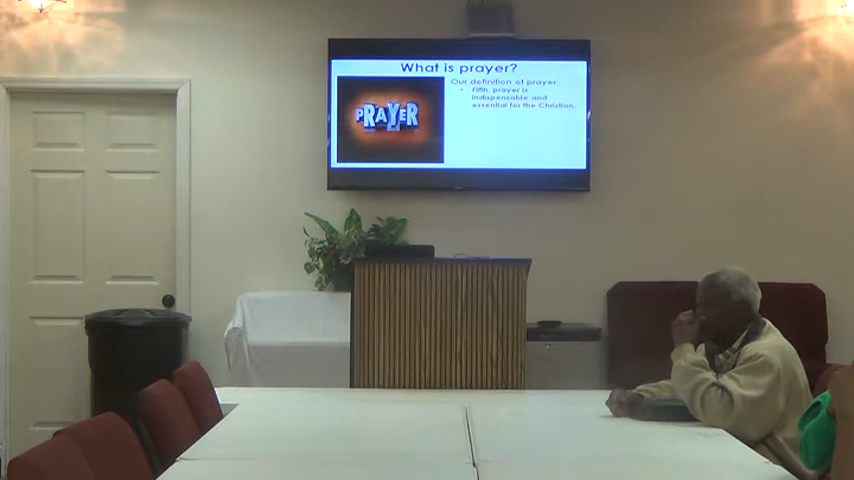 What is prayer?
Our definition of prayer:
• Fifth, prayer is
indispensable and
essential for the Christian.
PRAYER